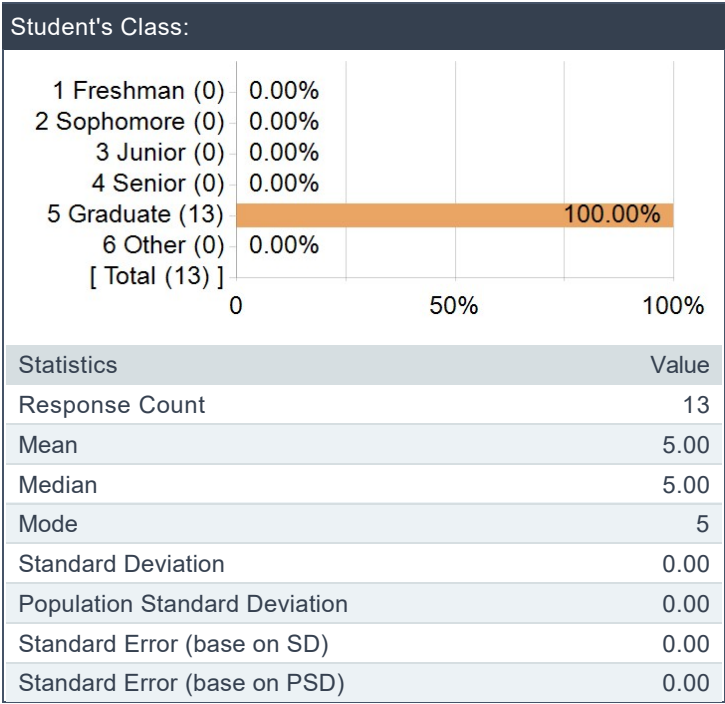 Student's Class:
1 Freshman (0) 0.00%
2 Sophomore (0) 0.00%
3 Junior (0) 0.00%
4 Senior (0) 0.00%
5 Graduate (13) 100.00%
6 Other (0) 0.00%
[ Total (13) ]
0 50% 100%
Statistics Value
Response Count 13
Mean 5.00
Median 5.00
Mode 5
Standard Deviation 0.00
Population Standard Deviation 0.00
Standard Error (base on SD) 0.00
Standard Error (base on PSD) 0.00